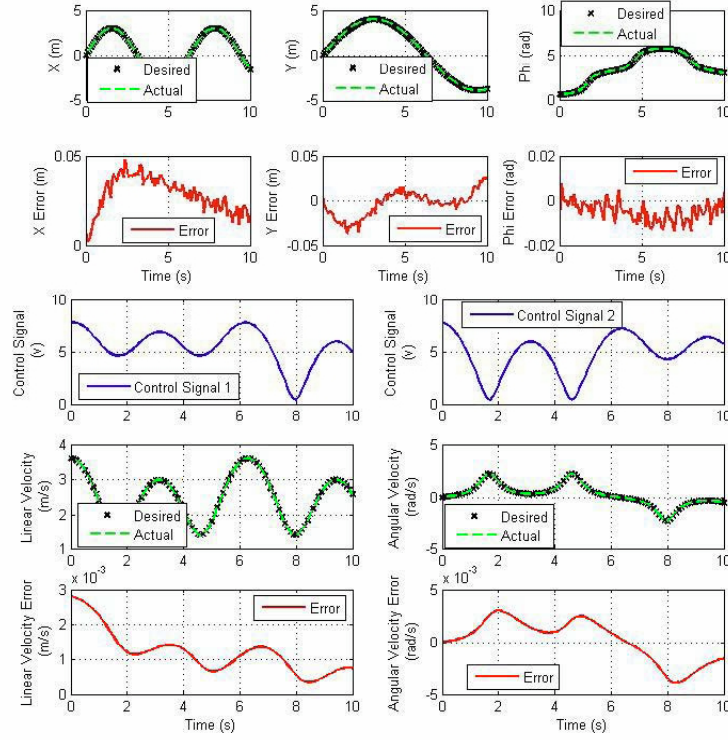 5
0
-5
X (m)
Desired
Actual
0
5
10
5
0
-5
Y (m)
Desired
Actual
0
5
10
10
5
0
Phi (rad)
Desired
Actual
0
5
10
0.05
0
X Error (m)
Error
0
5
10
Time (s)
0.05
0
-0.05
Y Error (m)
Error
0
5
10
Time (s)
0.02
0
-0.02
Phi Error (rad)
Error
0
5
10
Time (s)
10
5
0
Control Signal
(v)
Control Signal 1
0
2
4
6
8
10
10
5
0
Control Signal
(v)
Control Signal 2
0
2
4
6
8
10
4
3
2
1
Linear Velocity
(m/s)
Desired
Actual
0
2
4
6
8
10
5
0
-5
Angular Velocity
(rad/s)
Desired
Actual
0
2
4
6
8
10
x 10-3
3
2
1
0
Linear Velocity Error
(m/s)
Error
0
2
4
6
8
10
Time (s)
x 10-3
5
0
-5
Angular Velocity Error
(rad/s)
Error
0
2
4
6
8
10
Time (s)